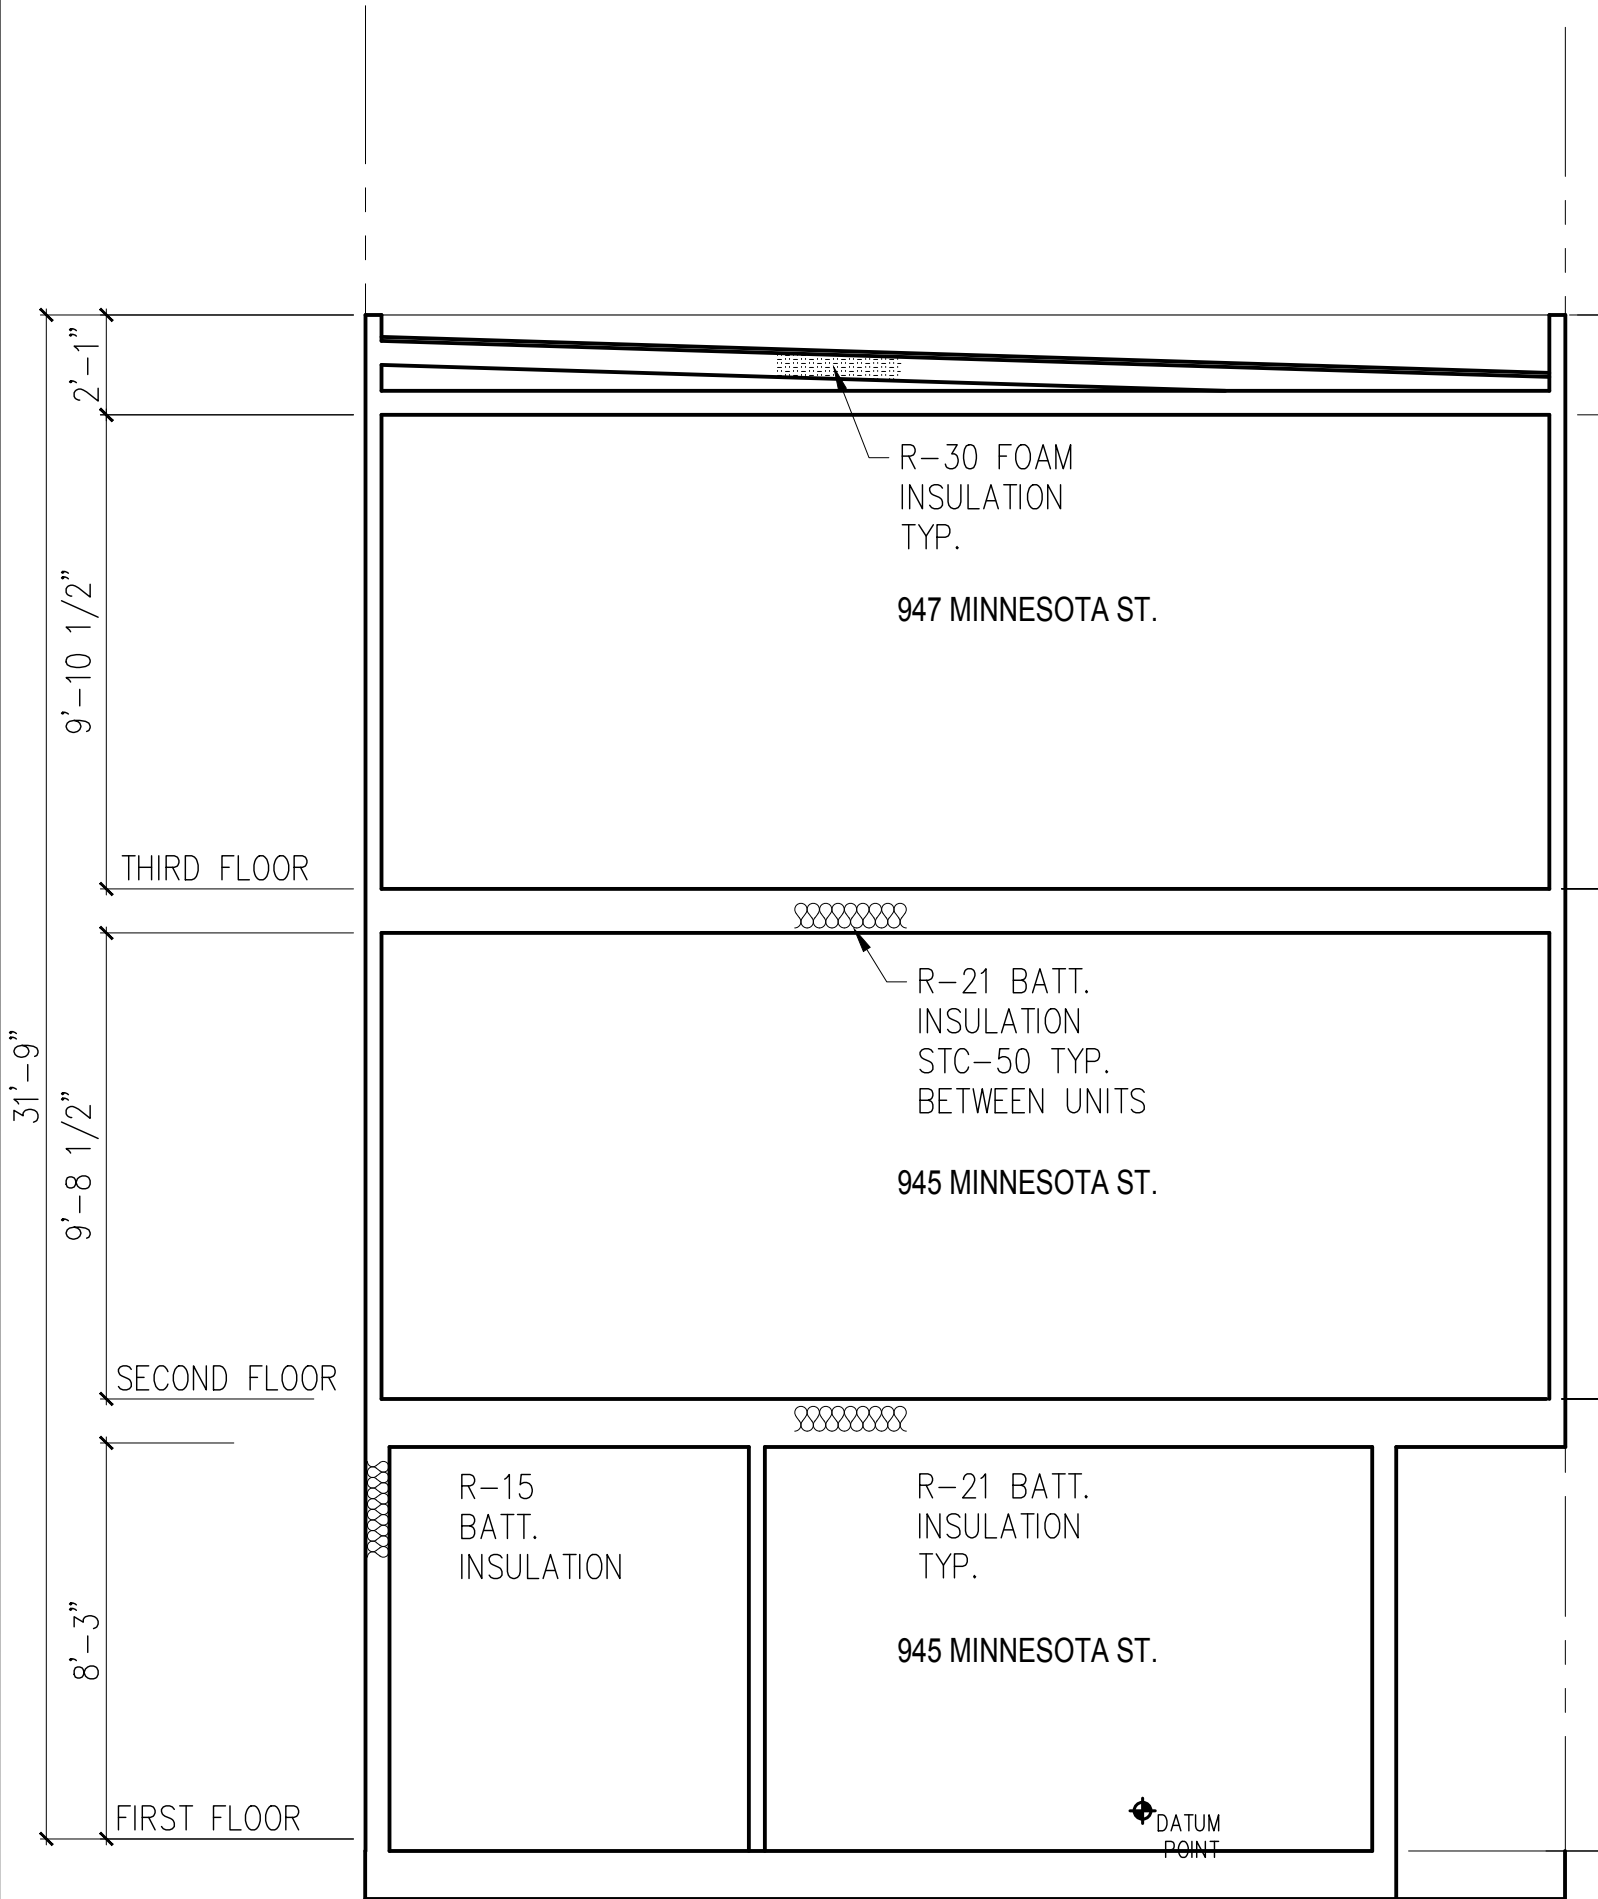 2'-1"
R-30 FOAM
INSULATION
TYP.
947 MINNESOTA ST.
9'-10 1/2"
THIRD FLOOR
R-21 BATT.
INSULATION
STC-50 TYP.
BETWEEN UNITS
31'-9"
9'-8 1/2"
945 MINNESOTA ST.
SECOND FLOOR
R-15
BATT.
INSULATION
R-21 BATT.
INSULATION
TYP.
8'-3"
945 MINNESOTA ST.
FIRST FLOOR
DATUM
POINT